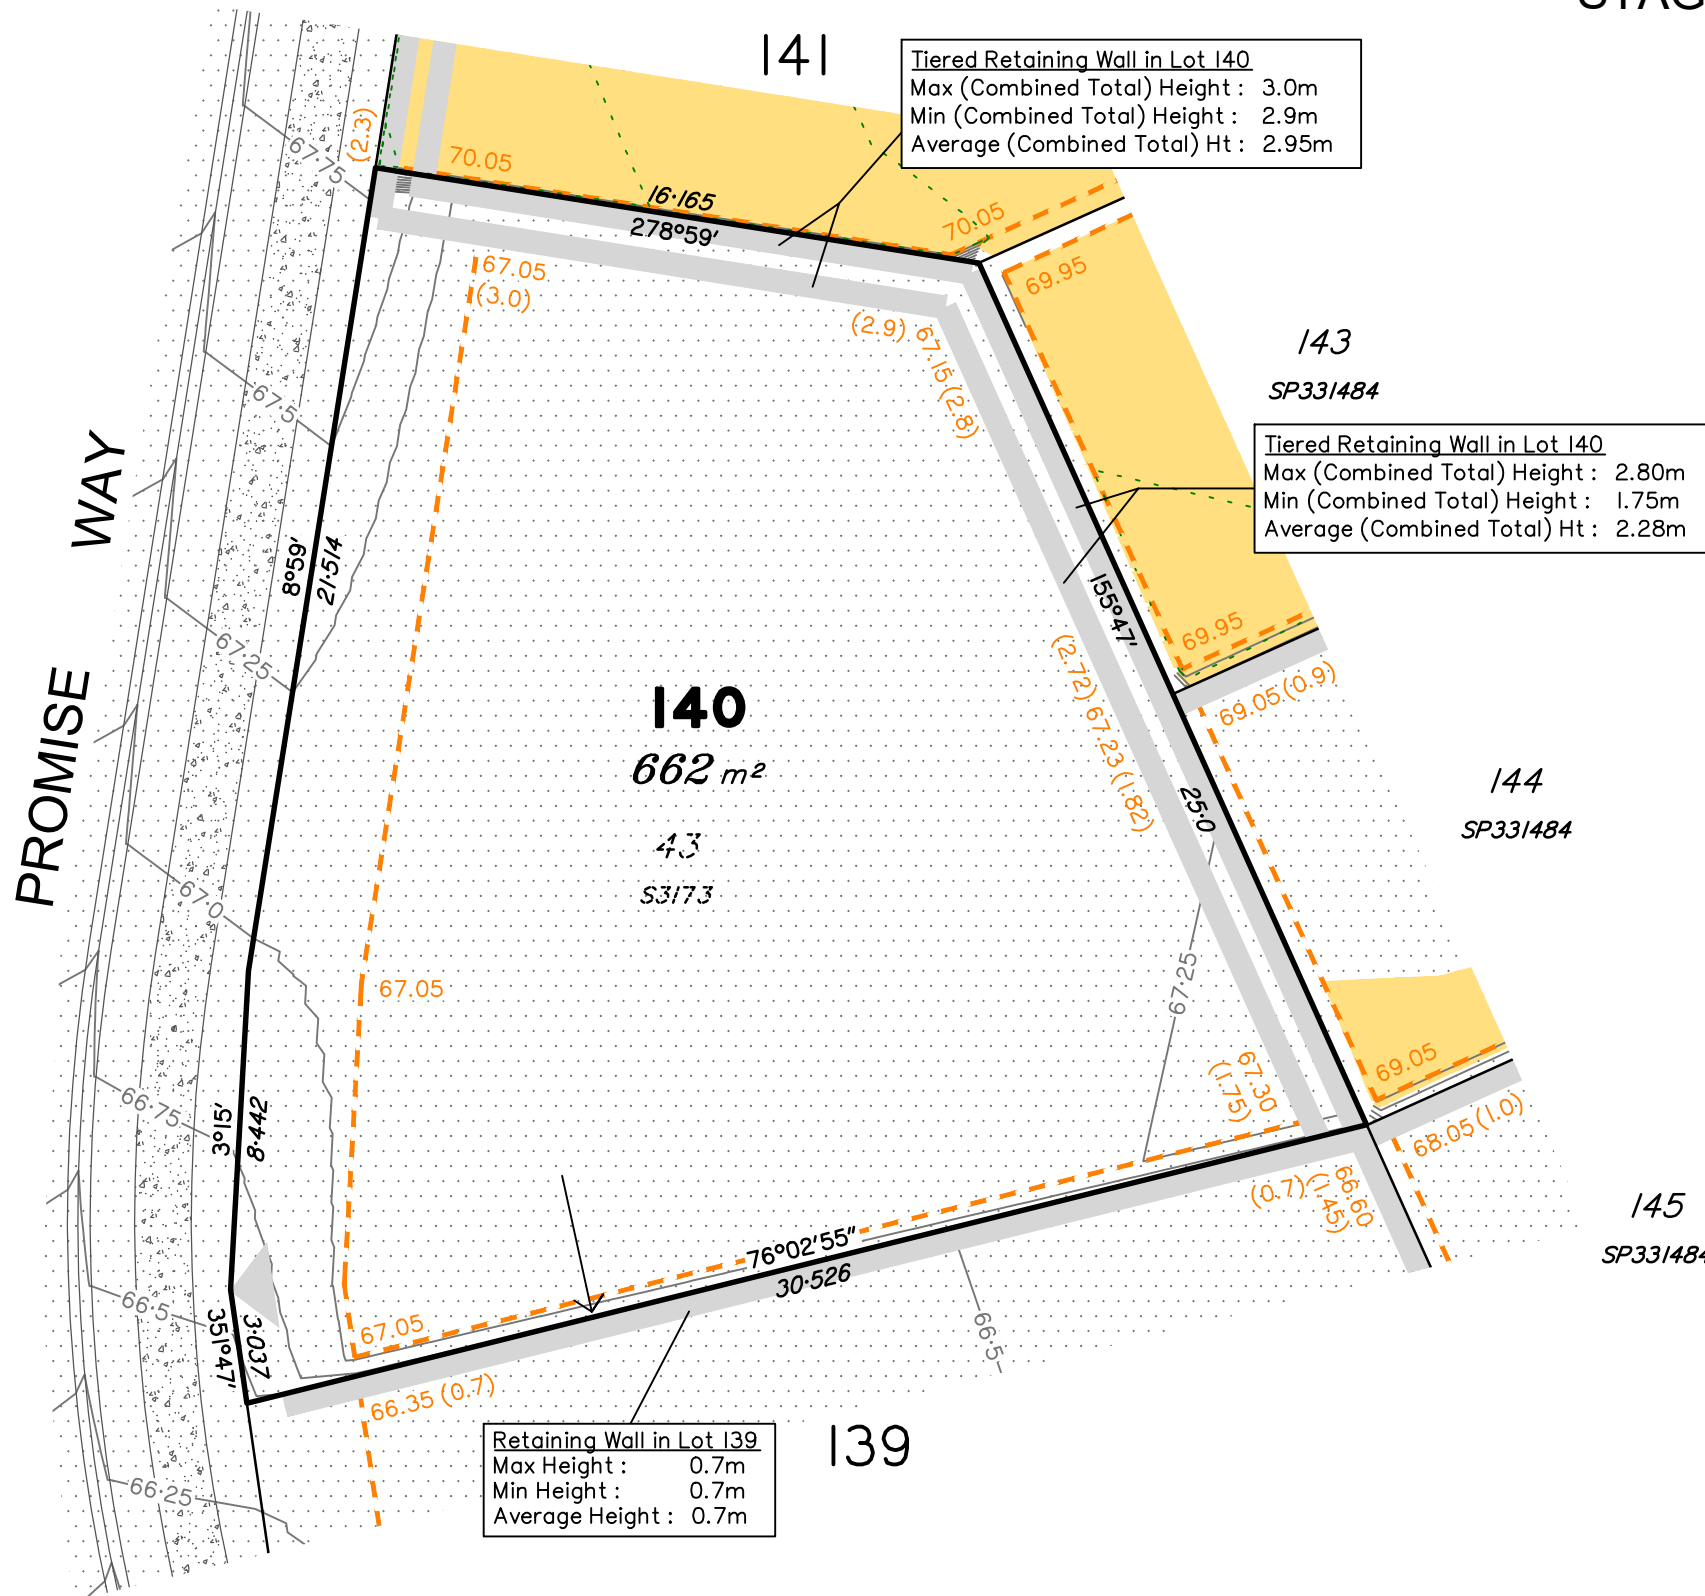 141
Tiered Retaining Wall in Lot 140
Max (Combined Total) Height : 3.0m
Min (Combined Total) Height : 2.9m
Average (Combined Total) Ht : 2.95m
(2.3)
67·75
70.05
16·165
278°59'
70.05
67.05
(3.0)
69.95
(2.9)
67.15 (2.8)
143
SP331484
67·5
Tiered Retaining Wall in Lot 140
Max (Combined Total) Height : 2.80m
Min (Combined Total) Height : 1.75m
Average (Combined Total) Ht : 2.28m
PROMISE WAY
8°59'
21·514
155°47'
69.95
67·25
(2.72) 67.23 (1.82)
69.05 (0.9)
140
662 m²
43
S3173
25·0
144
SP331484
67·0
67.05
67·25
66·75
3°15'
8·442
67.30
(1.75)
69.05
68.05 (1.0)
66.60
(1.45)
(0.7)
145
SP331484
76°02'55"
30·526
66·5
351°47'
3·037
67.05
66·5
66.35 (0.7)
139
Retaining Wall in Lot 139
Max Height : 0.7m
Min Height : 0.7m
Average Height : 0.7m
66·25